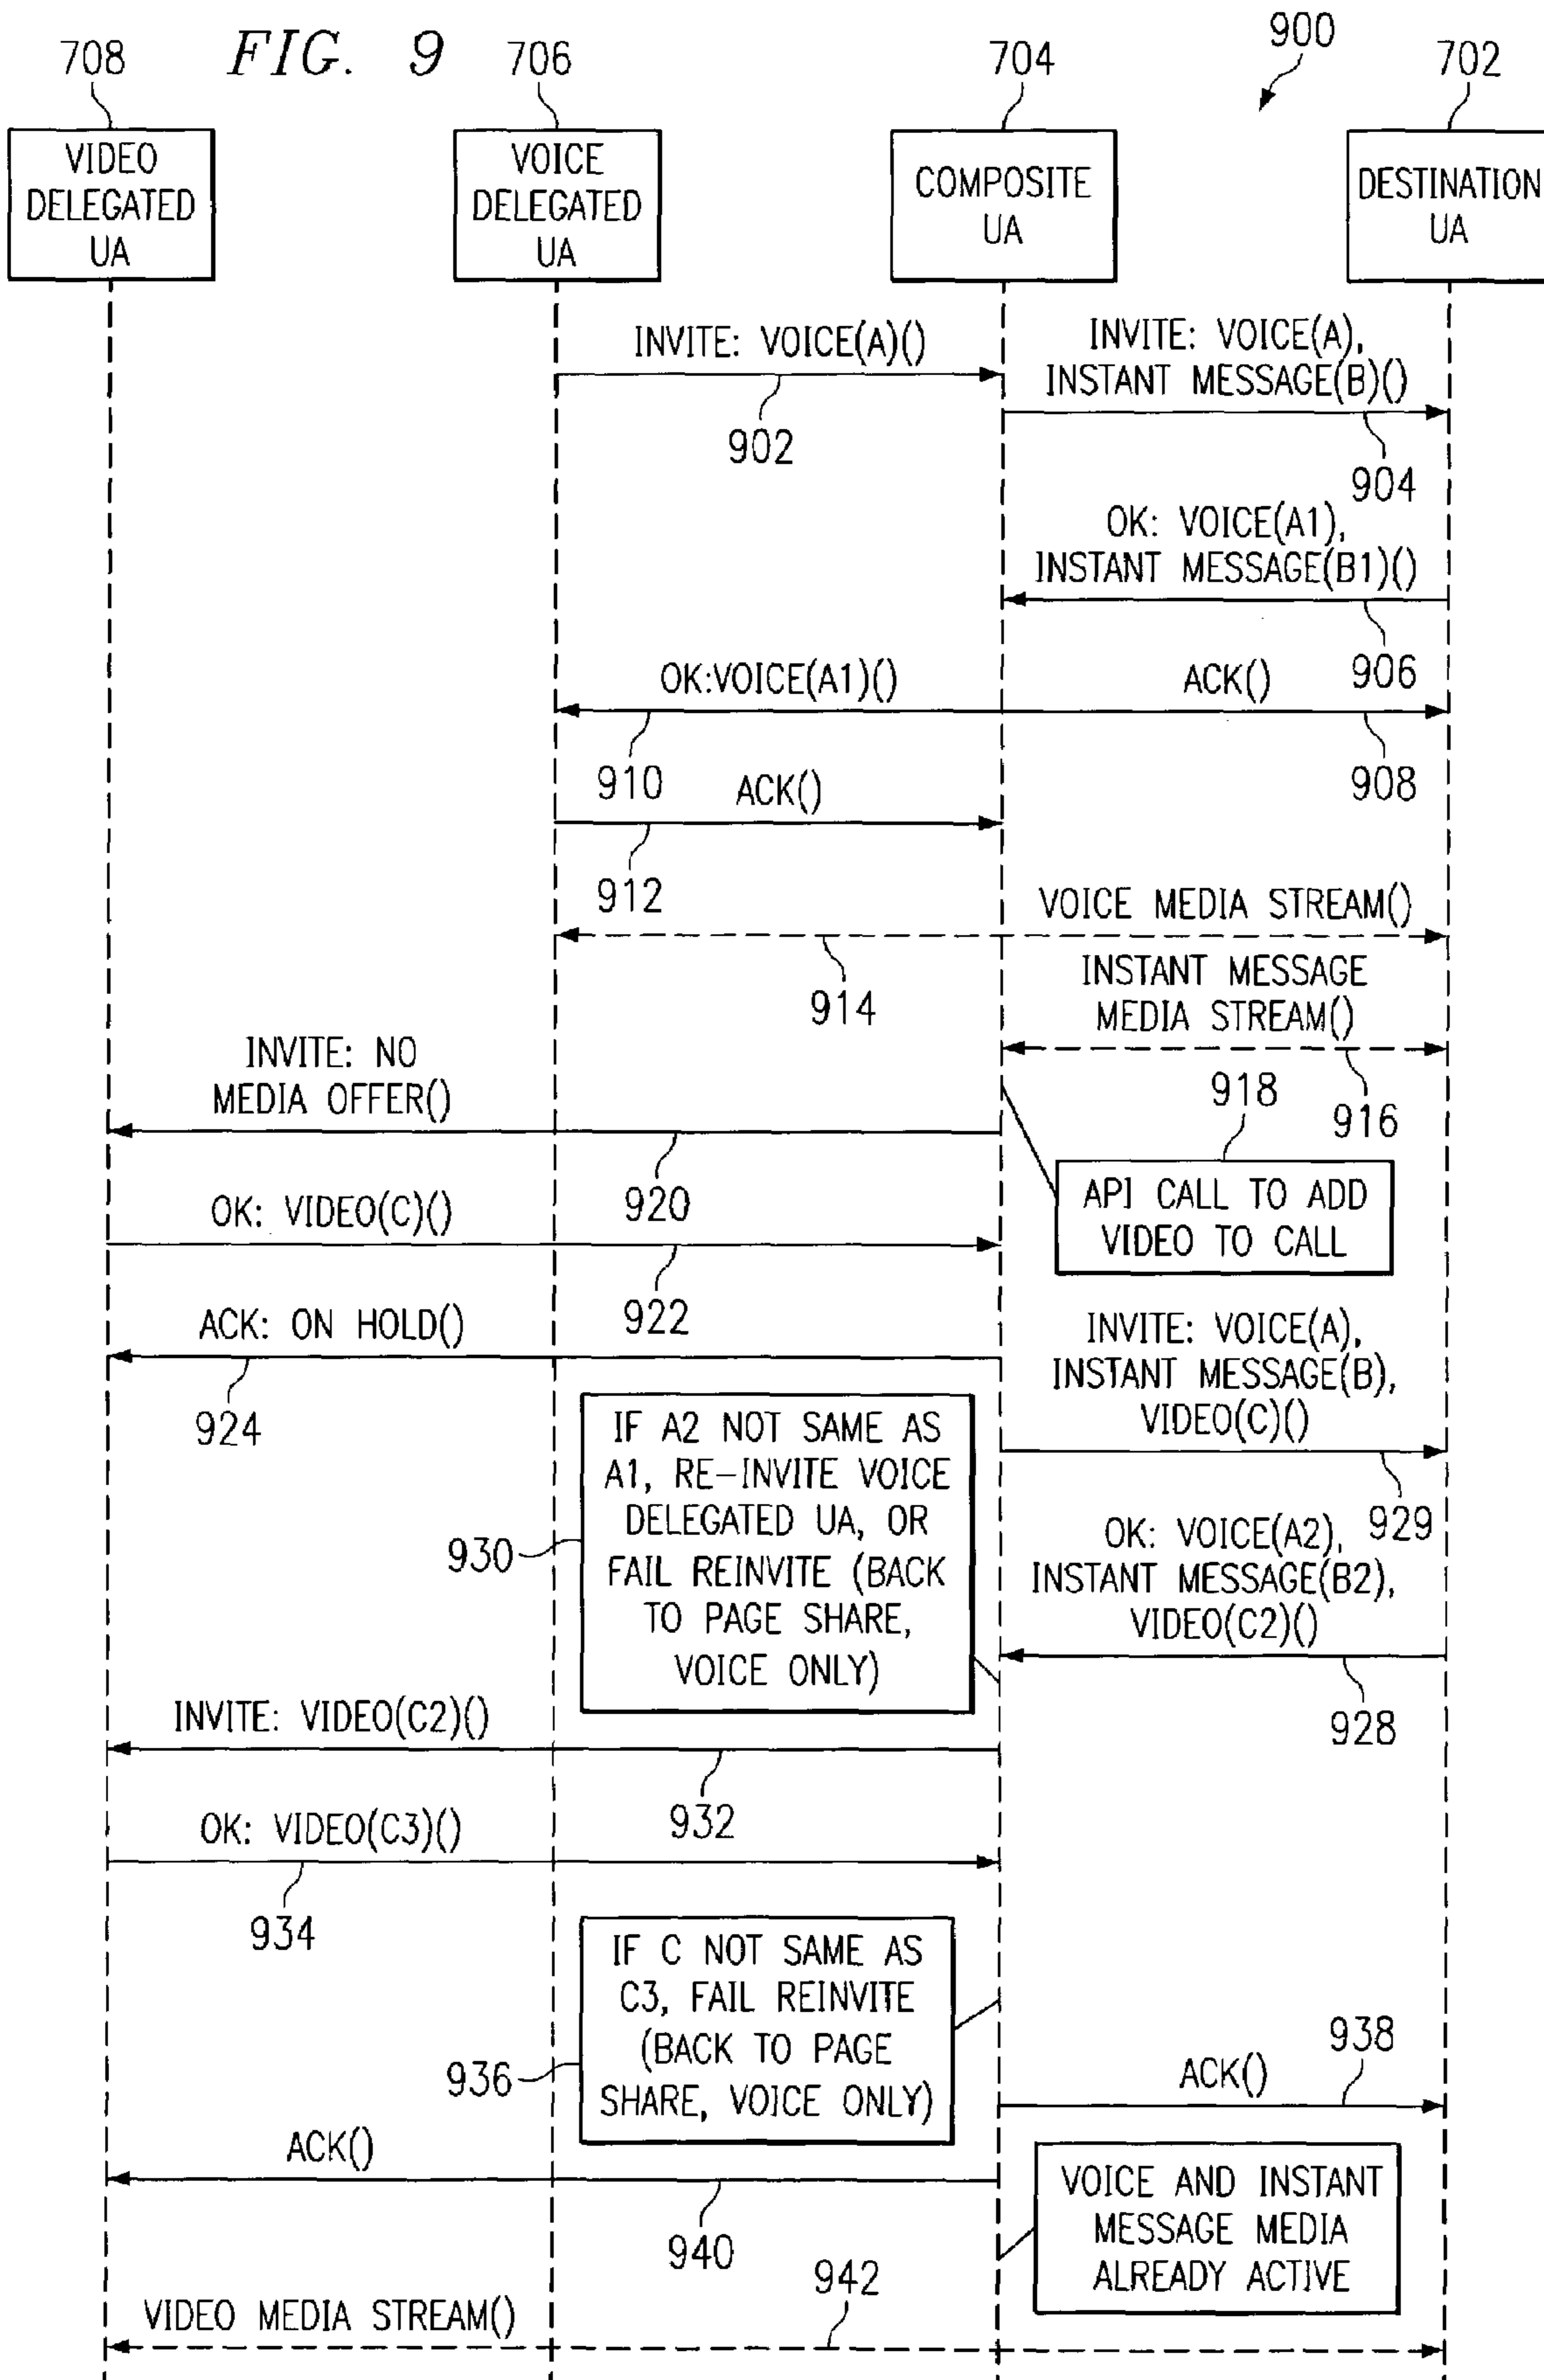 FIG. 9
900
708
706
704
702
VIDEO
DELEGATED
UA
VOICE
DELEGATED
UA
COMPOSITE
UA
DESTINATION
UA
INVITE: VOICE(A)()
902
INVITE: VOICE(A),
INSTANT MESSAGE(B)()
904
OK: VOICE(A1),
INSTANT MESSAGE(B1)()
906
OK:VOICE(A1)()
910
ACK()
908
ACK()
912
VOICE MEDIA STREAM()
914
INSTANT MESSAGE
MEDIA STREAM()
916
INVITE: NO
MEDIA OFFER()
920
918
API CALL TO ADD
VIDEO TO CALL
OK: VIDEO(C)()
922
ACK: ON HOLD()
924
INVITE: VOICE(A),
INSTANT MESSAGE(B),
VIDEO(C)()
929
IF A2 NOT SAME AS
A1, RE-INVITE VOICE
DELEGATED UA, OR
FAIL REINVITE (BACK
TO PAGE SHARE,
VOICE ONLY)
930
OK: VOICE(A2),
INSTANT MESSAGE(B2),
VIDEO(C2)()
928
INVITE: VIDEO(C2)()
932
OK: VIDEO(C3)()
934
IF C NOT SAME AS
C3, FAIL REINVITE
(BACK TO PAGE
SHARE, VOICE ONLY)
936
938
ACK()
ACK()
940
VOICE AND INSTANT
MESSAGE MEDIA
ALREADY ACTIVE
942
VIDEO MEDIA STREAM()